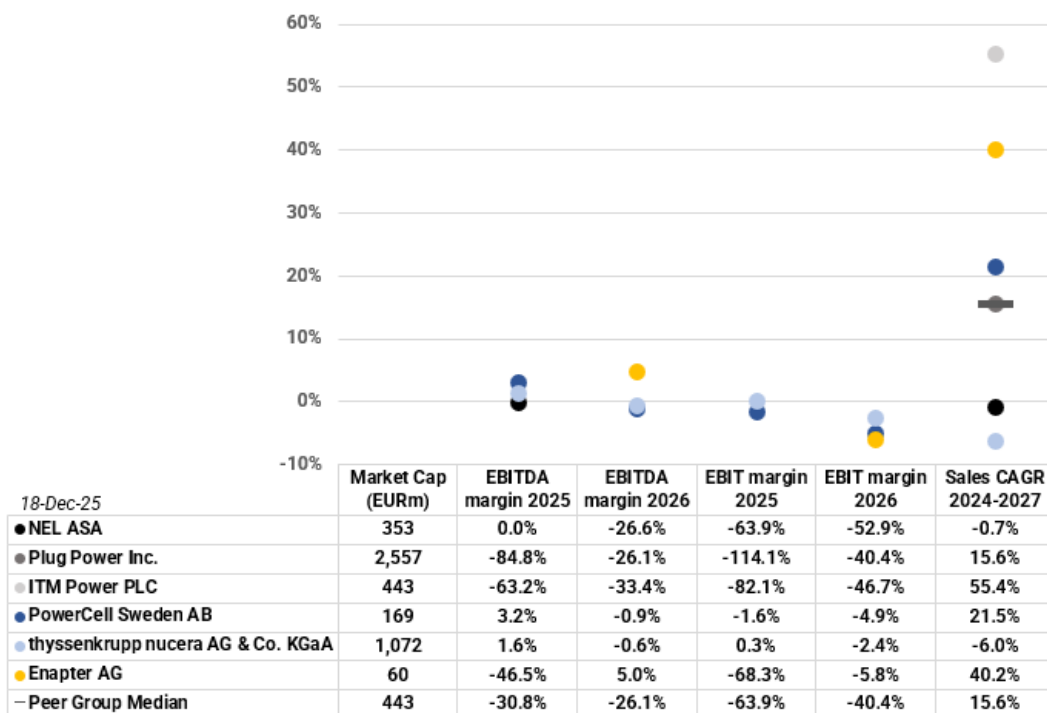 60%
50%
40%
30%
20%
10%
0%
-10%
18-Dec-25 Market Cap (EURm) EBITDA margin 2025 EBITDA margin 2026 EBIT margin 2025 EBIT margin 2026 Sales CAGR 2024-2027
NEL ASA 353 0.0% -26.6% -63.9% -52.9% -0.7%
Plug Power Inc. 2,557 -84.8% -26.1% -114.1% -40.4% 15.6%
ITM Power PLC 443 -63.2% -33.4% -82.1% -46.7% 55.4%
PowerCell Sweden AB 169 3.2% -0.9% -1.6% -4.9% 21.5%
thyssenkrupp nucera AG & Co. KGaA 1,072 1.6% -0.6% 0.3% -2.4% -6.0%
Enapter AG 60 -46.5% 5.0% -68.3% -5.8% 40.2%
Peer Group Median 443 -30.8% -26.1% -63.9% -40.4% 15.6%